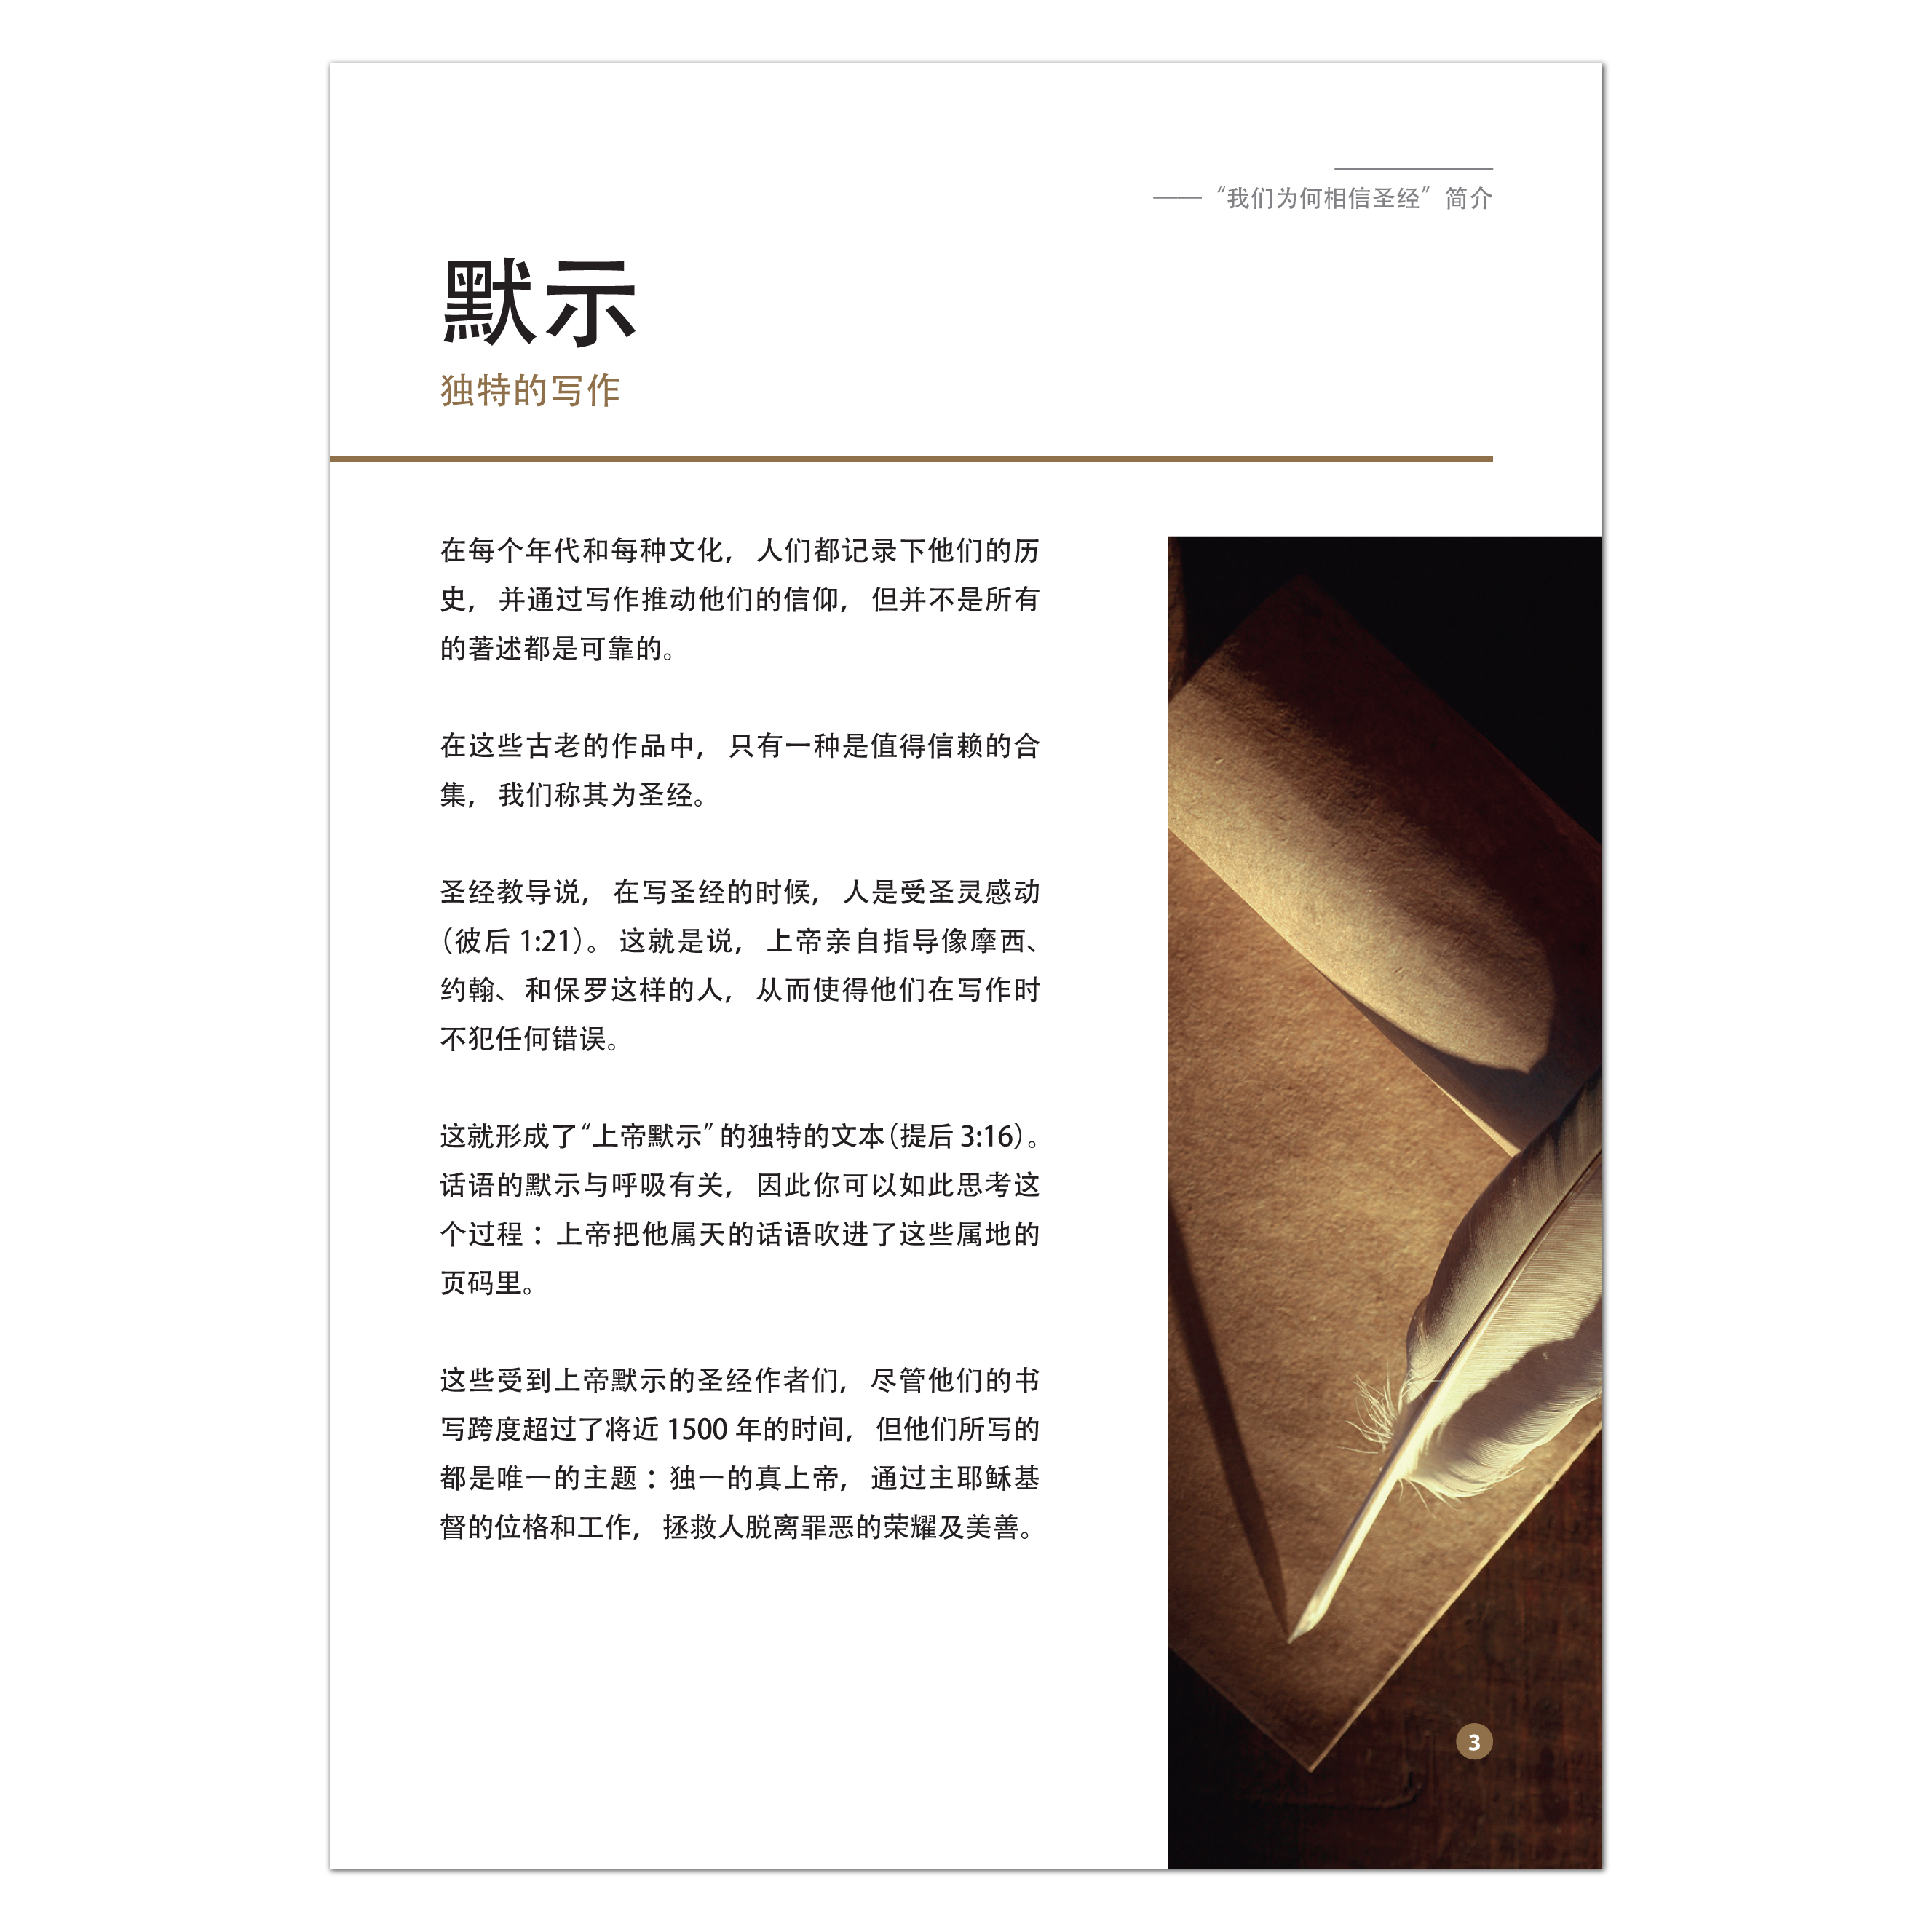 ——“我们为何相信圣经”简介
默示
独特的写作
在每个年代和每种文化，人们都记录下他们的历
史，并通过写作推动他们的信仰，但并不是所有
的著述都是可靠的。
在这些古老的作品中，只有一种是值得信赖的合
集，我们称其为圣经。
圣经教导说，在写圣经的时候，人是受圣灵感动
（彼后 1:21）。这就是说，上帝亲自指导像摩西、
约翰、和保罗这样的人，从而使得他们在写作时
不犯任何错误。
这就形成了“上帝默示”的独特的文本（提后 3:16）。
话语的默示与呼吸有关，因此你可以如此思考这
个过程：上帝把他属天的话语吹进了这些属地的
页码里。
这些受到上帝默示的圣经作者们，尽管他们的书
写跨度超过了将近 1500 年的时间，但他们所写的
都是唯一的主题：独一的真上帝，通过主耶稣基
督的位格和工作，拯救人脱离罪恶的荣耀及美善。
3